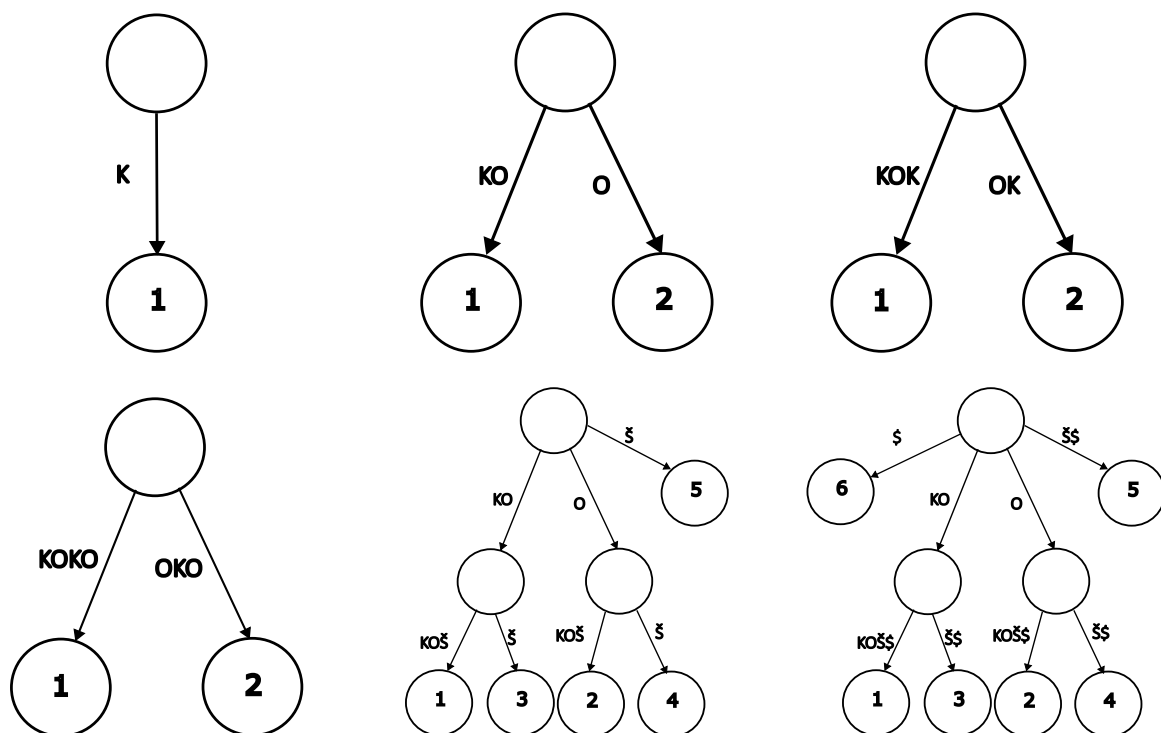 K
1
KO O
1 2
KOK OK
1 2
KOKO OKO
1 2
Š
5
KO O
KOŠ Š KOŠ Š
1 3 2 4
$ Š$
6 5
KO O
KOŠ$ Š$ KOŠ$ Š$
1 3 2 4